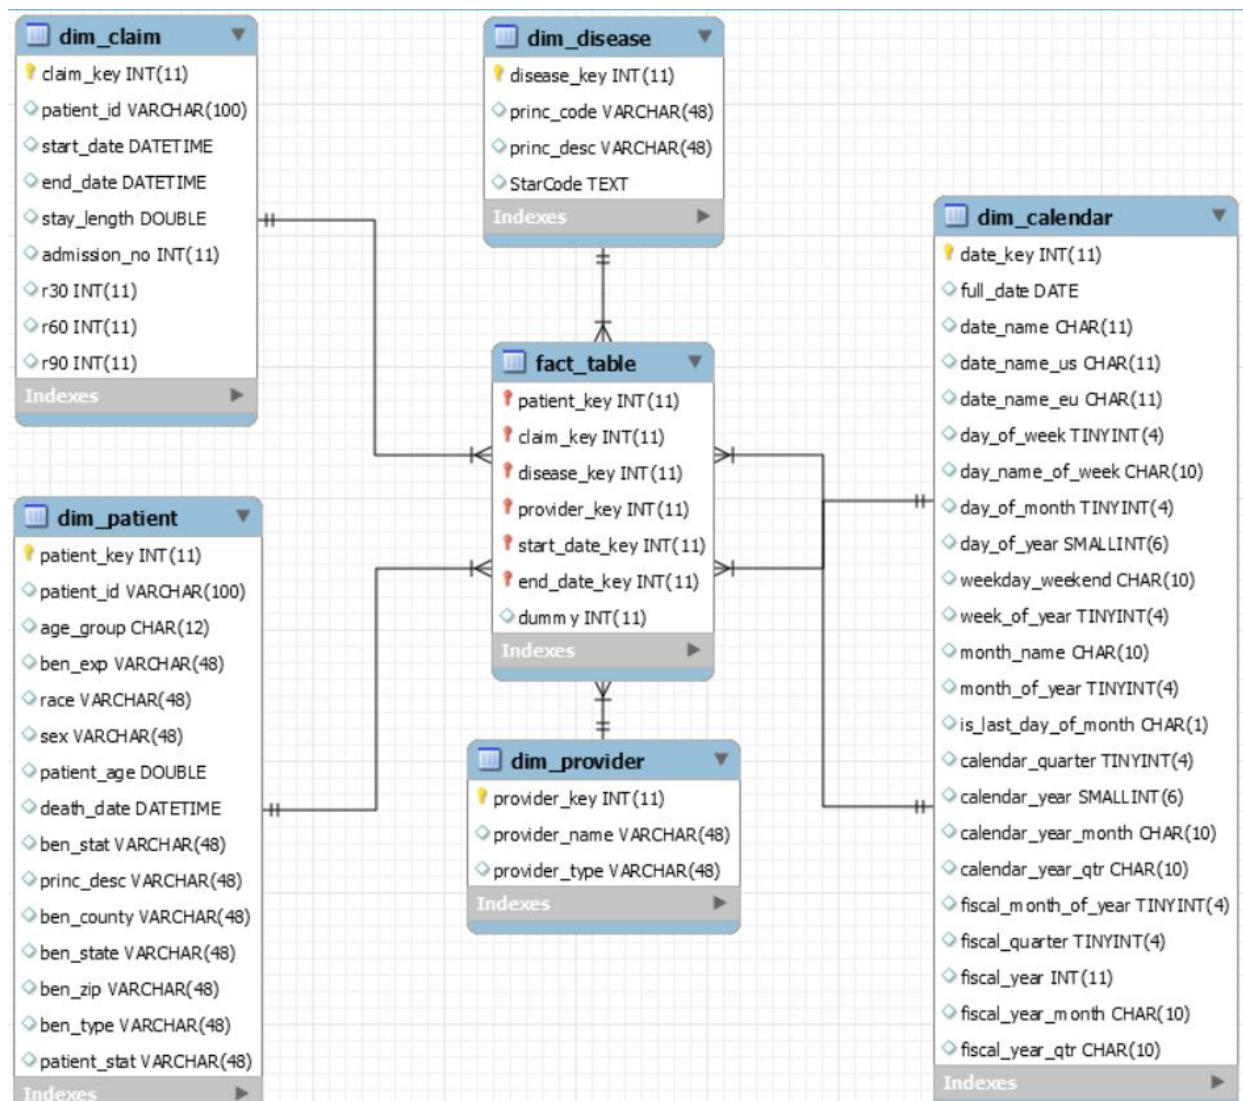 dim_claim
claim_key INT(11)
patient_id VARCHAR(100)
start_date DATETIME
end_date DATETIME
stay_length DOUBLE
admission_no INT(11)
r30 INT(11)
r60 INT(11)
r90 INT(11)
Indexes
dim_disease
disease_key INT(11)
princ_code VARCHAR(48)
princ_desc VARCHAR(48)
StarCode TEXT
Indexes
dim_calendar
date_key INT(11)
full_date DATE
date_name CHAR(11)
date_name_us CHAR(11)
date_name_eu CHAR(11)
day_of_week TINYINT(4)
day_name_of_week CHAR(10)
day_of_month TINYINT(4)
day_of_year SMALLINT(6)
weekday_weekend CHAR(10)
week_of_year TINYINT(4)
month_name CHAR(10)
month_of_year TINYINT(4)
is_last_day_of_month CHAR(1)
calendar_quarter TINYINT(4)
calendar_year SMALLINT(6)
calendar_year_month CHAR(10)
calendar_year_qtr CHAR(10)
fiscal_month_of_year TINYINT(4)
fiscal_quarter TINYINT(4)
fiscal_year INT(11)
fiscal_year_month CHAR(10)
fiscal_year_qtr CHAR(10)
Indexes
fact_table
patient_key INT(11)
claim_key INT(11)
disease_key INT(11)
provider_key INT(11)
start_date_key INT(11)
end_date_key INT(11)
dummy INT(11)
Indexes
dim_patient
patient_key INT(11)
patient_id VARCHAR(100)
age_group CHAR(12)
ben_exp VARCHAR(48)
race VARCHAR(48)
sex VARCHAR(48)
patient_age DOUBLE
death_date DATETIME
ben_stat VARCHAR(48)
princ_desc VARCHAR(48)
ben_county VARCHAR(48)
ben_state VARCHAR(48)
ben_zip VARCHAR(48)
ben_type VARCHAR(48)
patient_stat VARCHAR(48)
Indexes
dim_provider
provider_key INT(11)
provider_name VARCHAR(48)
provider_type VARCHAR(48)
Indexes